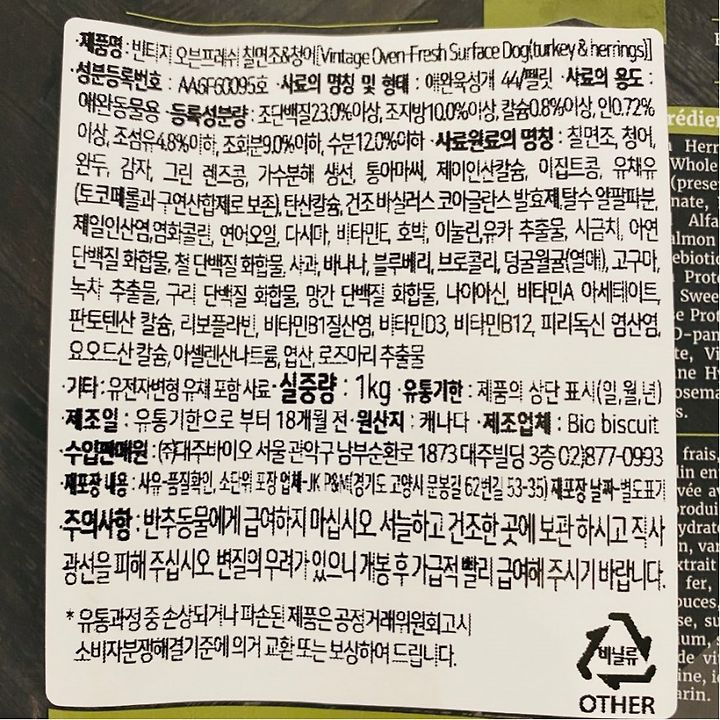 ·제품명 : 빈티지 오븐프레쉬 칠면조&청어[Vintage Oven-Fresh Surface Dog(turkey & herrings)]
·성분등록번호 : AA6F60095호 ·사료의 명칭 및 형태 : 애완육성개 44/펠릿 ·사료의 용도 :
애완동물용 ·등록성분량 : 조단백질23.0%이상, 조지방10.0%이상, 칼슘0.8%이상, 인0.72%
이상, 조섬유4.8%이하, 조회분9.0%이하, 수분12.0%이하 ·사료원료의 명칭 : 칠면조, 청어,
완두, 감자, 그린 렌즈콩, 가수분해 생선, 통아마씨, 제이인산칼슘, 이집트콩, 유채유
(토코페롤과 구연산합제로 보존), 탄산칼슘, 건조 바실러스 코아글란스 발효제, 탈수 알팔파분,
제일인산염, 염화콜린, 연어오일, 다시마, 비타민E, 호박, 이눌린, 유카 추출물, 시금치, 아연
단백질 화합물, 철 단백질 화합물, 사과, 바나나, 블루베리, 브로콜리, 덩굴월귤(열매), 고구마,
녹차 추출물, 구리 단백질 화합물, 망간 단백질 화합물, 나이아신, 비타민A 아세테이트,
판토텐산 칼슘, 리보플라빈, 비타민B1질산염, 비타민D3, 비타민B12, 피리독신 염산염,
요오드산 칼슘, 아셀렌산나트륨, 엽산, 로즈마리 추출물
·기타 : 유전자변형 유채 포함 사료 ·실중량 : 1kg ·유통기한 : 제품의 상단 표시(일,월,년)
·제조일 : 유통기한으로 부터 18개월 전 ·원산지 : 캐나다 ·제조업체 : Bio biscuit
·수입판매원 : (주)대주바이오 서울 관악구 남부순환로 1873 대주빌딩 3층 02)877-0993
·재포장 내용 : 사유-품질확인, 소단위 포장 업체-JK P&M(경기도 고양시 문봉길 62번길 53-35) 재포장 날짜-별도표기
·주의사항 : 반추동물에게 급여하지 마십시오. 서늘하고 건조한 곳에 보관 하시고 직사
광선을 피해 주십시오. 변질의 우려가 있으니 개봉 후 가급적 빨리 급여해 주시기 바랍니다.
* 유통과정 중 손상되거나 파손된 제품은 공정거래위원회고시
소비자분쟁해결기준에 의거 교환 또는 보상하여 드립니다.
비닐류
OTHER